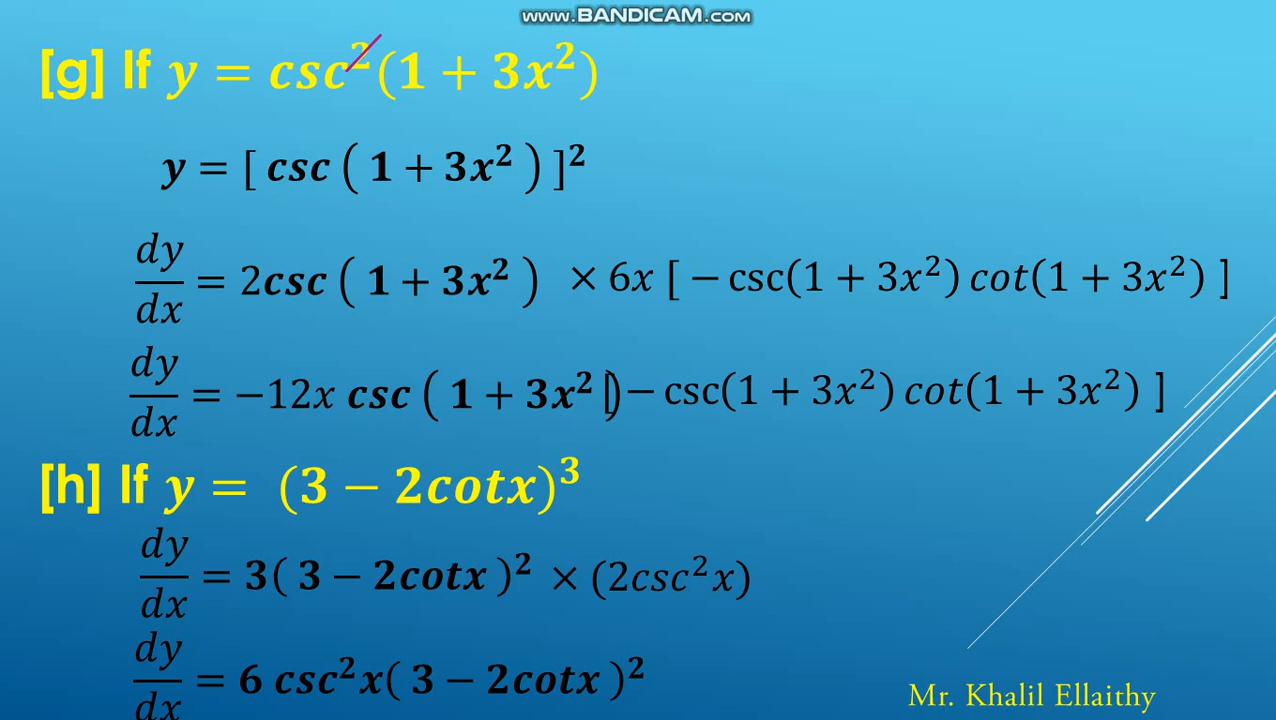 www.BANDICAM.com
[g] If y = csc²(1 + 3x²)
y = [ csc ( 1 + 3x² ) ]²
dy/dx = 2csc ( 1 + 3x² ) × 6x [ − csc(1 + 3x²) cot(1 + 3x²) ]
dy/dx = −12x csc ( 1 + 3x² ) [ − csc(1 + 3x²) cot(1 + 3x²) ]
[h] If y = (3 − 2cotx)³
dy/dx = 3( 3 − 2cotx )² × (2csc²x)
dy/dx = 6 csc²x( 3 − 2cotx )²
Mr. Khalil Ellaithy